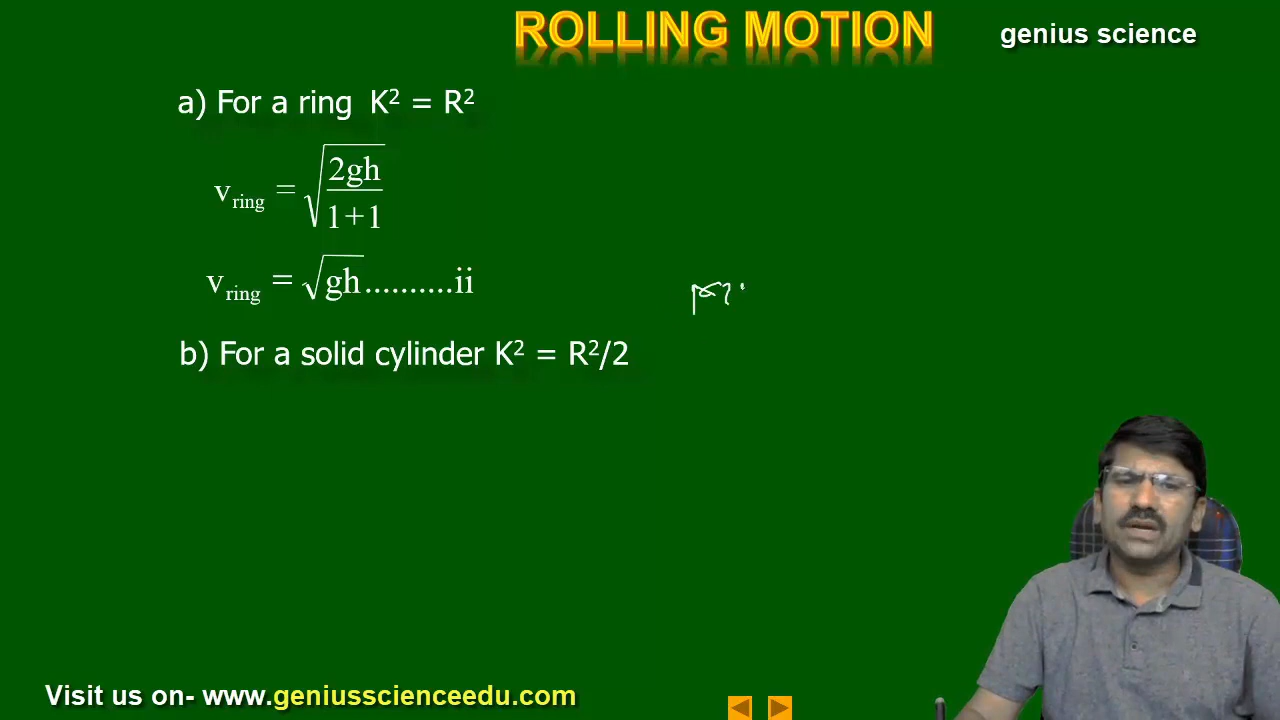 ROLLING MOTION
genius science
a) For a ring K² = R²
v_ring = √(2gh/(1+1))
v_ring = √gh..........ii
b) For a solid cylinder K² = R²/2
Visit us on- www.geniusscienceedu.com